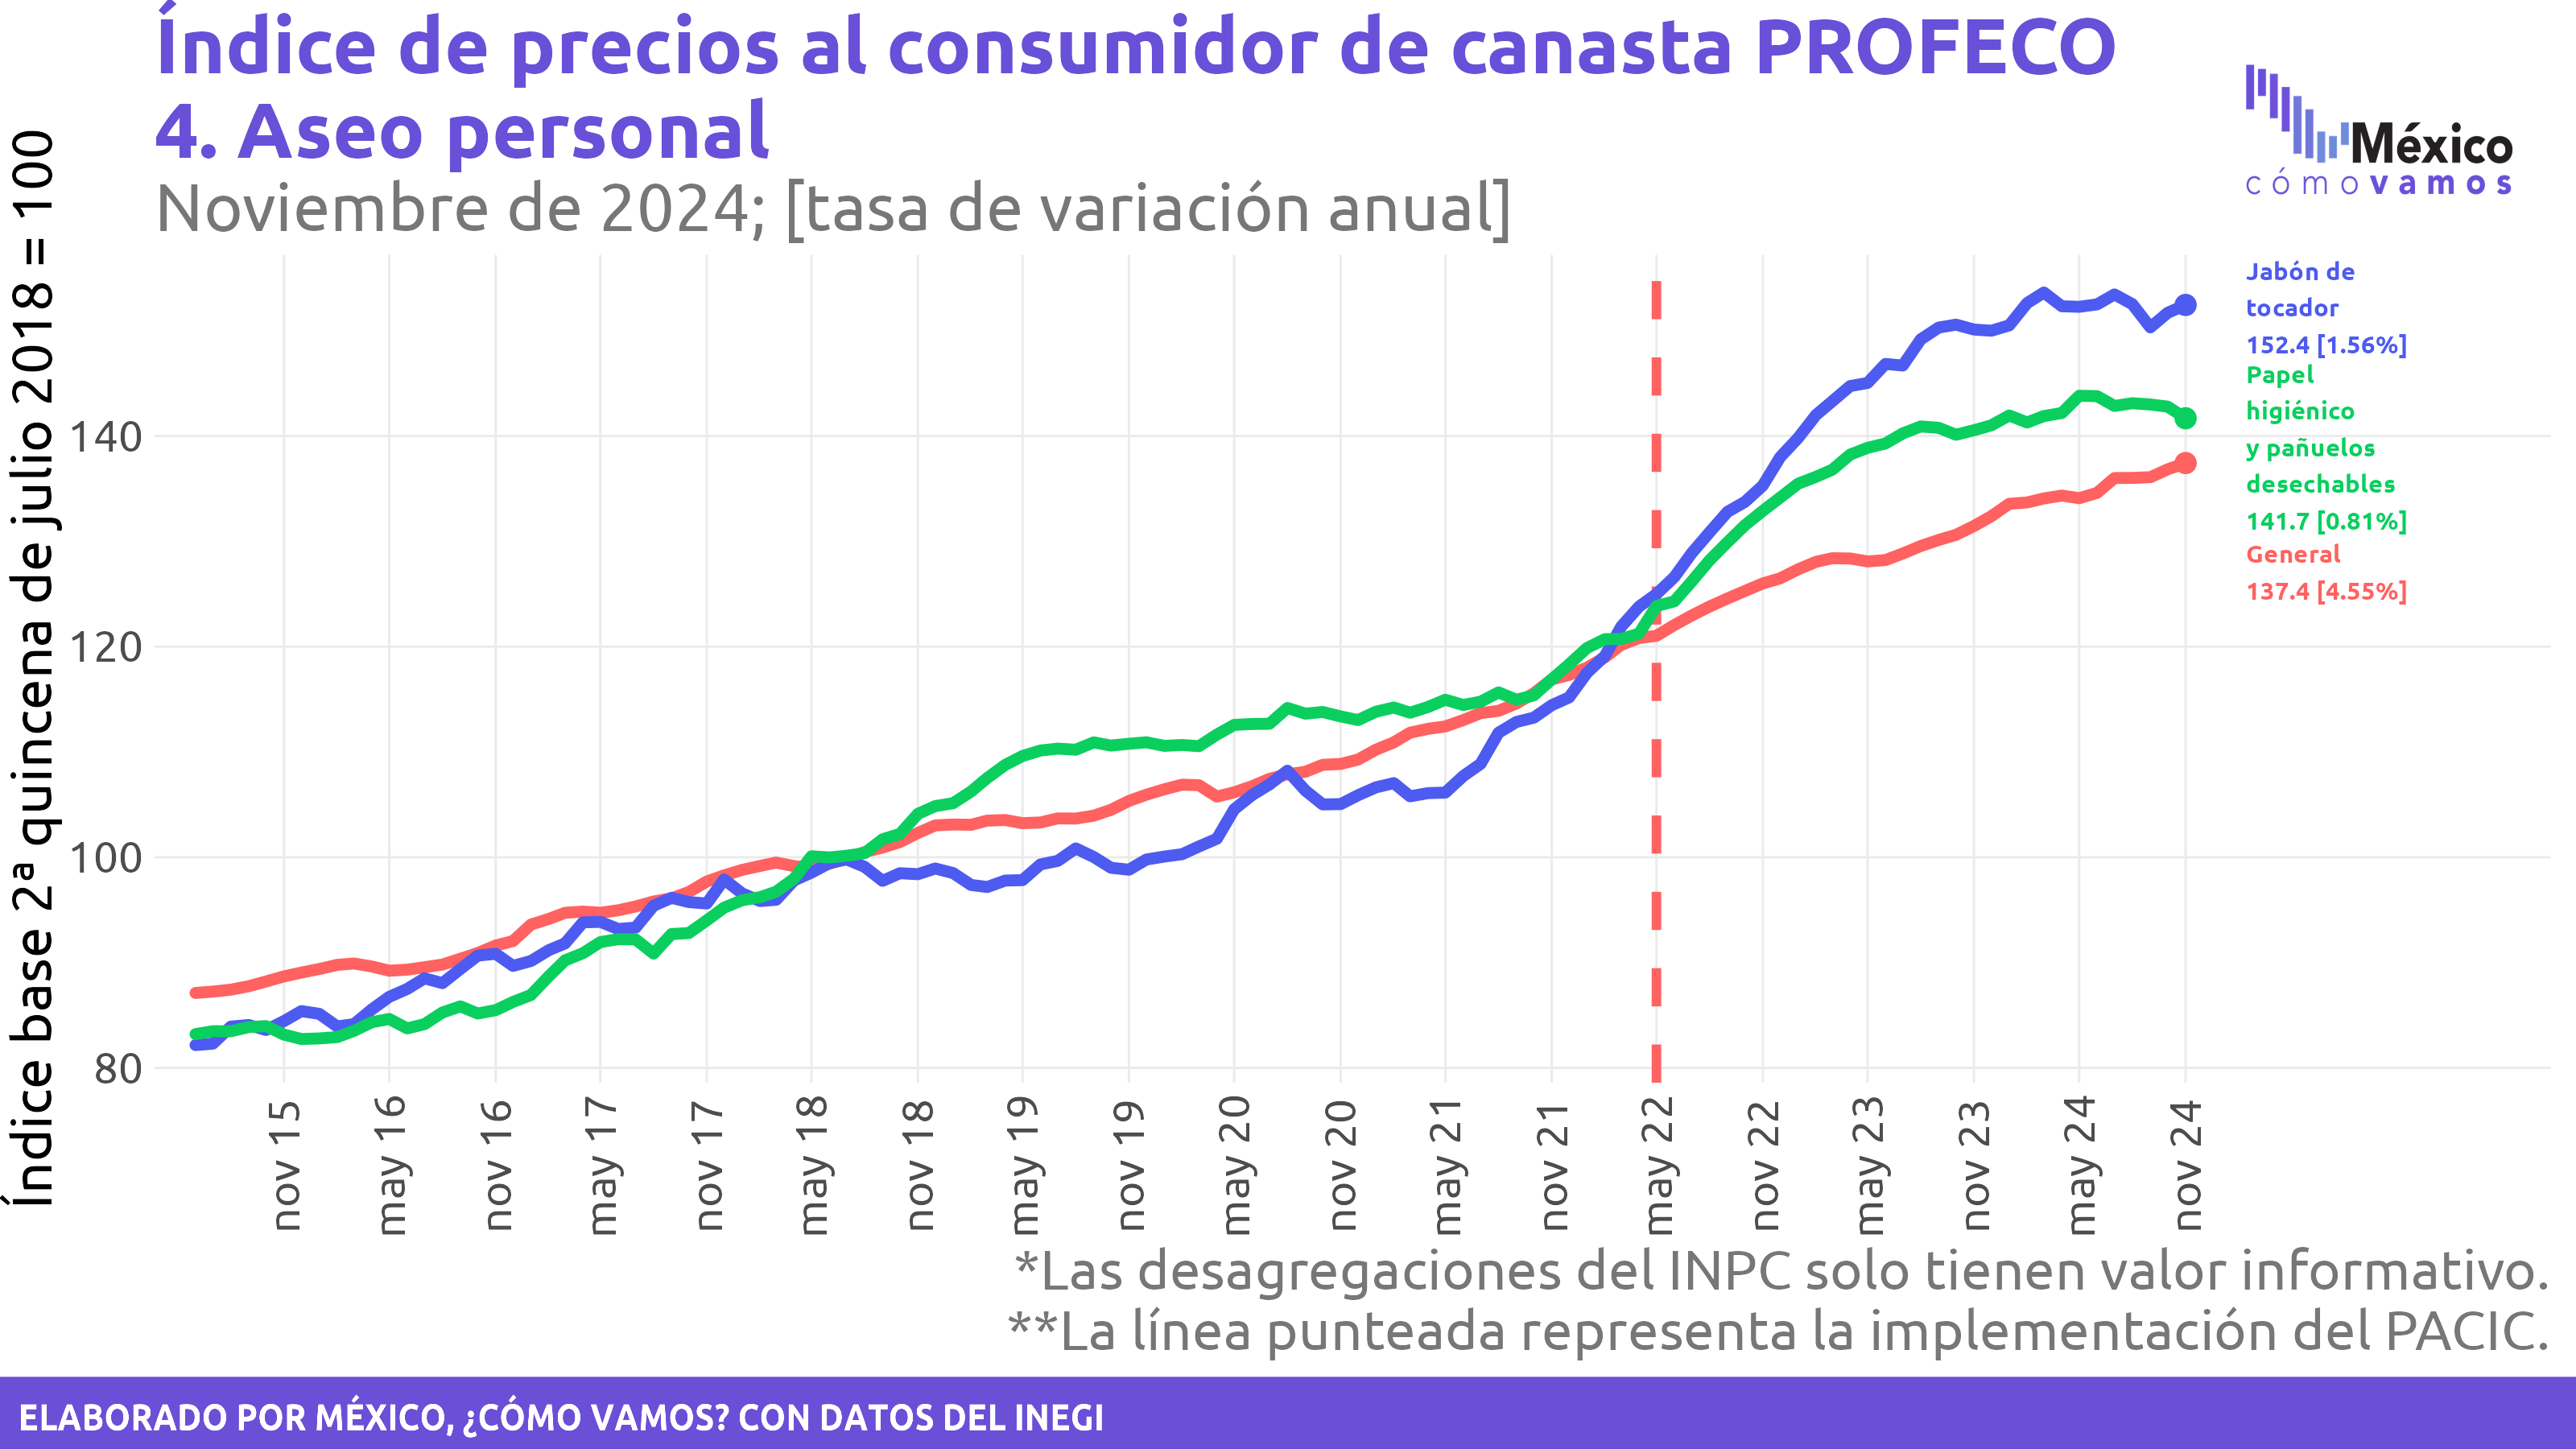 Índice de precios al consumidor de canasta PROFECO
4. Aseo personal
Noviembre de 2024; [tasa de variación anual]
México
cómo vamos
Índice base 2ª quincena de julio 2018 = 100
140
120
100
80
Jabón de
tocador
152.4 [1.56%]
Papel
higiénico
y pañuelos
desechables
141.7 [0.81%]
General
137.4 [4.55%]
nov 15
may 16
nov 16
may 17
nov 17
may 18
nov 18
may 19
nov 19
may 20
nov 20
may 21
nov 21
may 22
nov 22
may 23
nov 23
may 24
nov 24
*Las desagregaciones del INPC solo tienen valor informativo.
**La línea punteada representa la implementación del PACIC.
ELABORADO POR MÉXICO, ¿CÓMO VAMOS? CON DATOS DEL INEGI